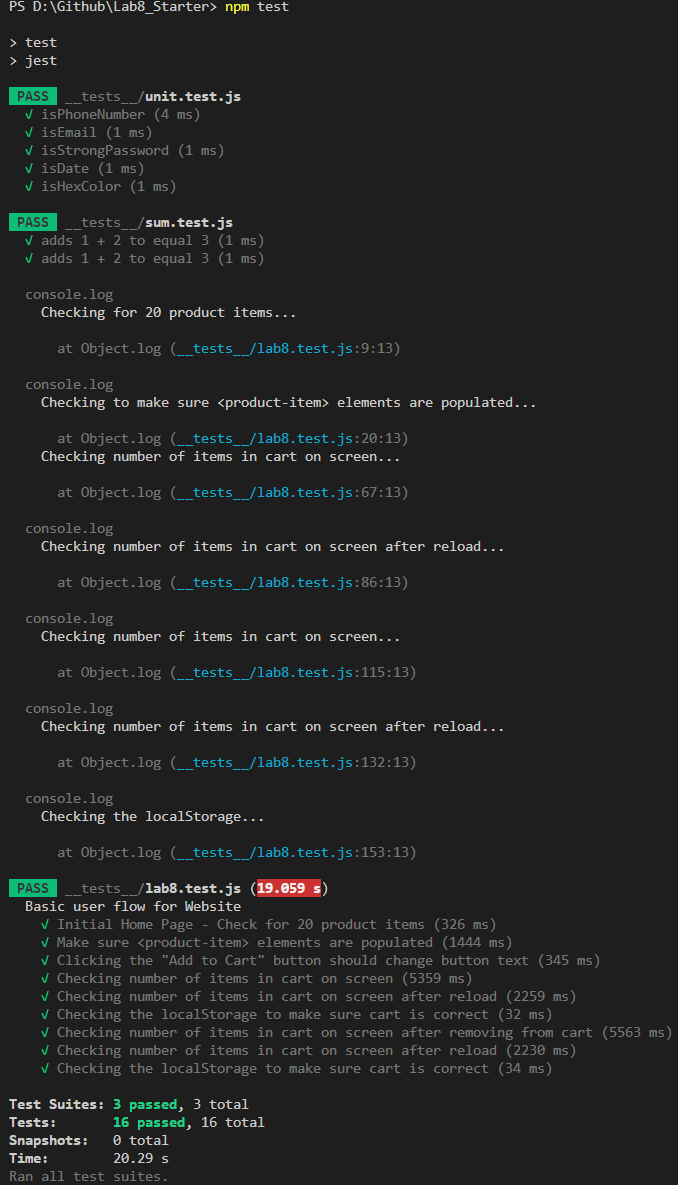 PS D:\Github\Lab8_Starter> npm test
> test
> jest
PASS __tests__/unit.test.js
√ isPhoneNumber (4 ms)
√ isEmail (1 ms)
√ isStrongPassword (1 ms)
√ isDate (1 ms)
√ isHexColor (1 ms)
PASS __tests__/sum.test.js
√ adds 1 + 2 to equal 3 (1 ms)
√ adds 1 + 2 to equal 3 (1 ms)
console.log
Checking for 20 product items...
at Object.log (__tests__/lab8.test.js:9:13)
console.log
Checking to make sure <product-item> elements are populated...
at Object.log (__tests__/lab8.test.js:20:13)
Checking number of items in cart on screen...
at Object.log (__tests__/lab8.test.js:67:13)
console.log
Checking number of items in cart on screen after reload...
at Object.log (__tests__/lab8.test.js:86:13)
console.log
Checking number of items in cart on screen...
at Object.log (__tests__/lab8.test.js:115:13)
console.log
Checking number of items in cart on screen after reload...
at Object.log (__tests__/lab8.test.js:132:13)
console.log
Checking the localStorage...
at Object.log (__tests__/lab8.test.js:153:13)
PASS __tests__/lab8.test.js (19.059 s)
Basic user flow for Website
√ Initial Home Page - Check for 20 product items (326 ms)
√ Make sure <product-item> elements are populated (1444 ms)
√ Clicking the "Add to Cart" button should change button text (345 ms)
√ Checking number of items in cart on screen (5359 ms)
√ Checking number of items in cart on screen after reload (2259 ms)
√ Checking the localStorage to make sure cart is correct (32 ms)
√ Checking number of items in cart on screen after removing from cart (5563 ms)
√ Checking number of items in cart on screen after reload (2230 ms)
√ Checking the localStorage to make sure cart is correct (34 ms)
Test Suites: 3 passed, 3 total
Tests: 16 passed, 16 total
Snapshots: 0 total
Time: 20.29 s
Ran all test suites.